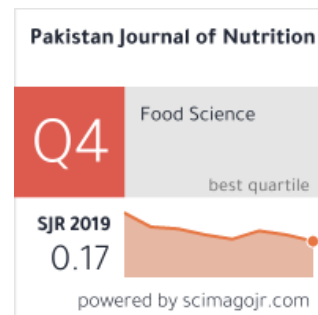 Pakistan Journal of Nutrition
Q4
Food Science
best quartile
SJR 2019
0.17
powered by scimagojr.com